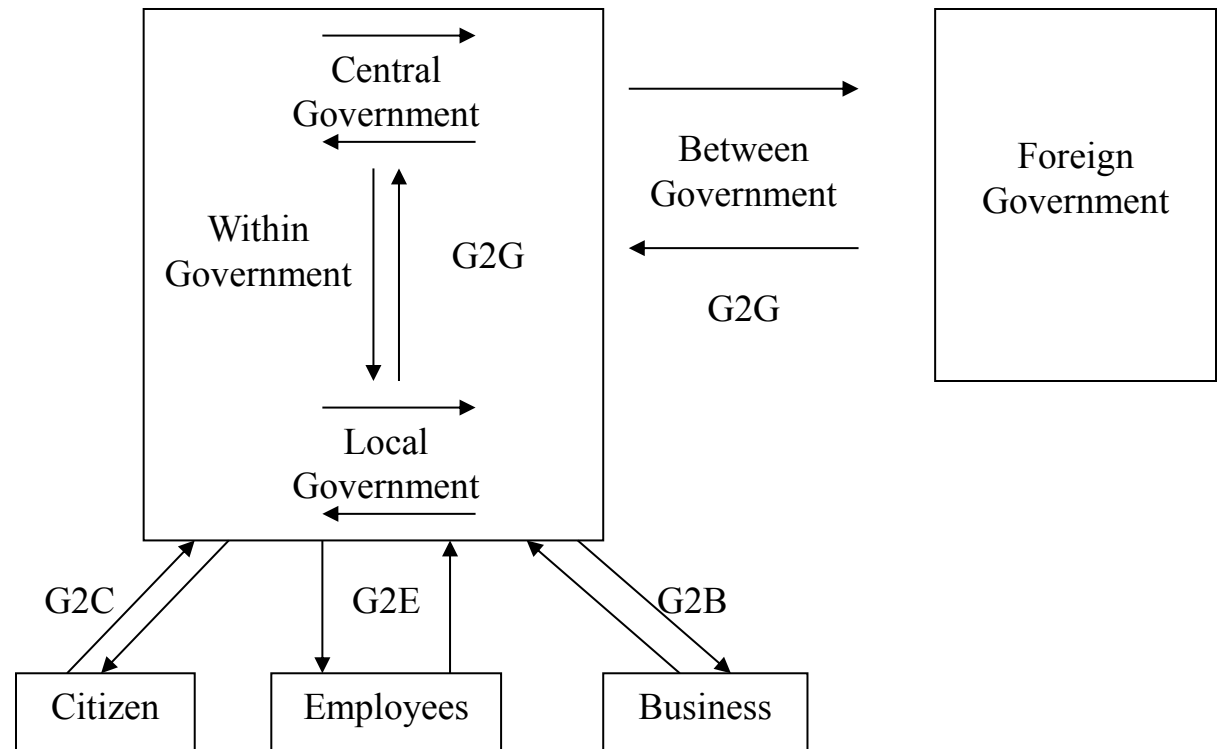 Central
Government
Within
Government
G2G
Local
Government
Between
Government
G2G
Foreign
Government
G2C
G2E
G2B
Citizen
Employees
Business